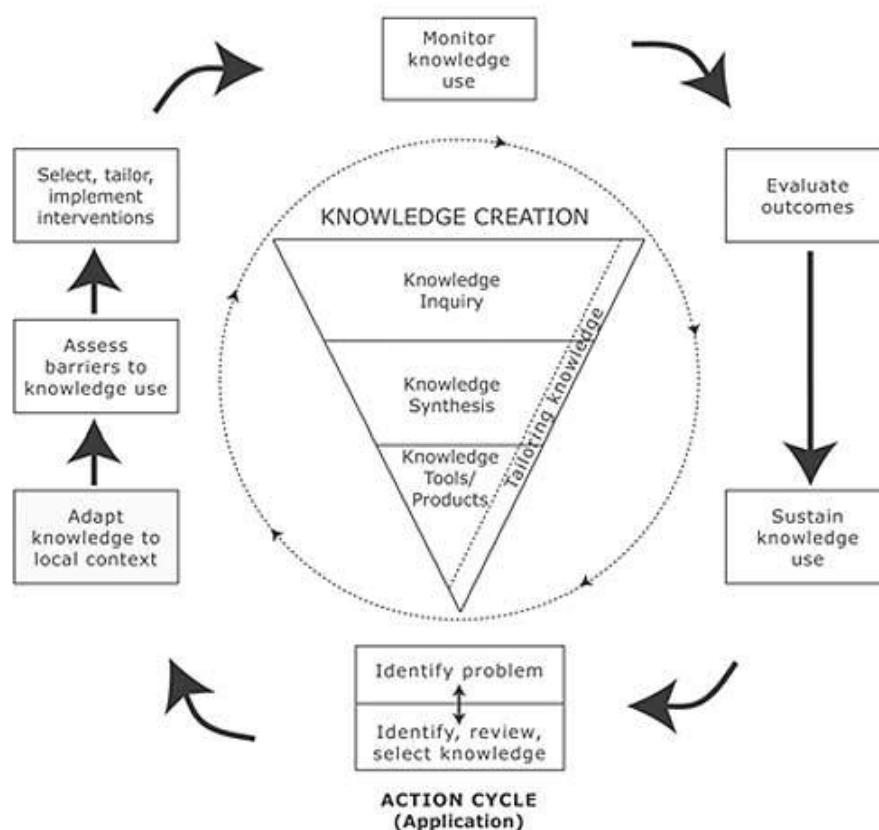 Monitor
knowledge
use
Select, tailor,
implement
interventions
Evaluate
outcomes
KNOWLEDGE CREATION
Knowledge
Inquiry
Assess
barriers to
knowledge use
Knowledge
Synthesis
Tailoring knowledge
Knowledge
Tools/
Products
Adapt
knowledge to
local context
Sustain
knowledge
use
Identify problem
Identify, review,
select knowledge
ACTION CYCLE
(Application)